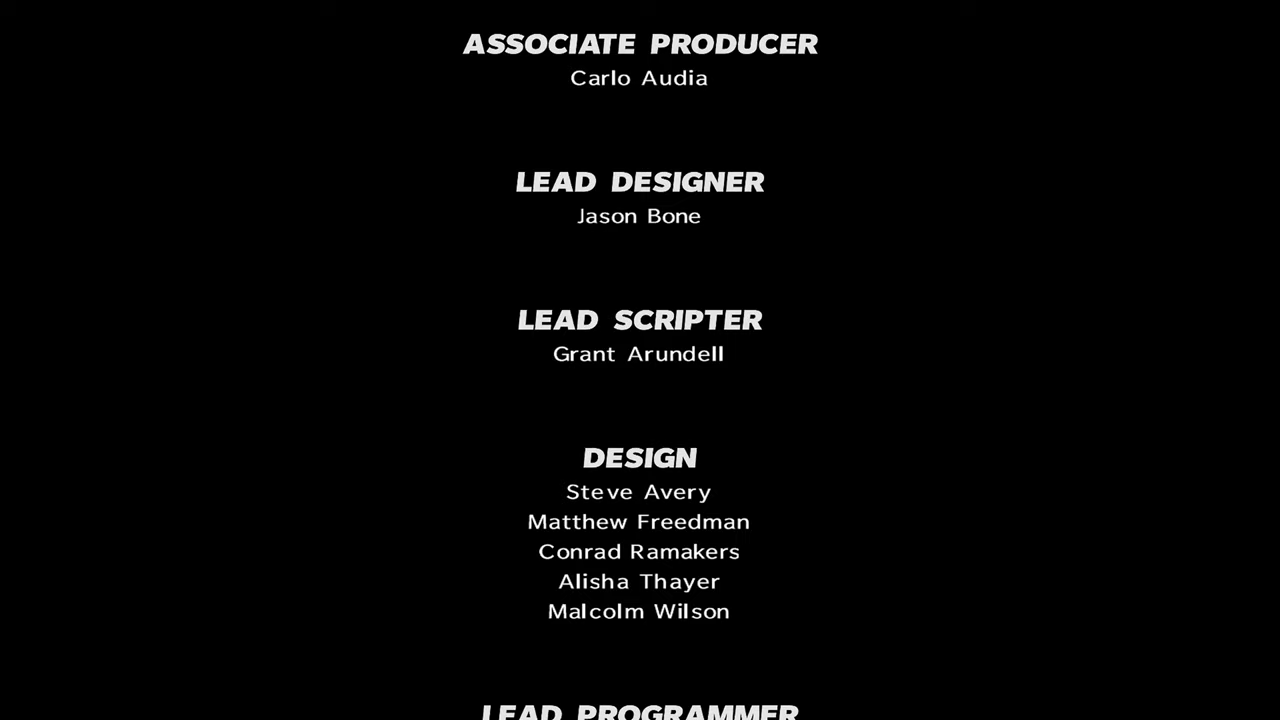 ASSOCIATE PRODUCER
Carlo Audia
LEAD DESIGNER
Jason Bone
LEAD SCRIPTER
Grant Arundell
DESIGN
Steve Avery
Matthew Freedman
Conrad Ramakers
Alisha Thayer
Malcolm Wilson
LEAD PROGRAMMER